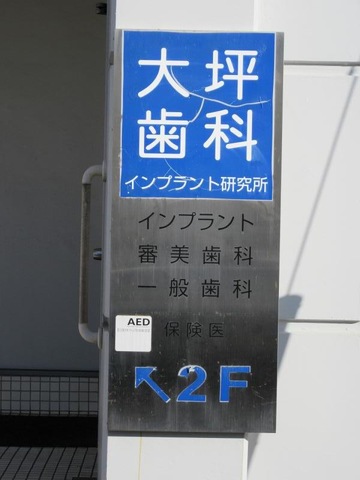 大坪
歯科
インプラント研究所
インプラント
審美歯科
一般歯科
AED
保険医
↖2F